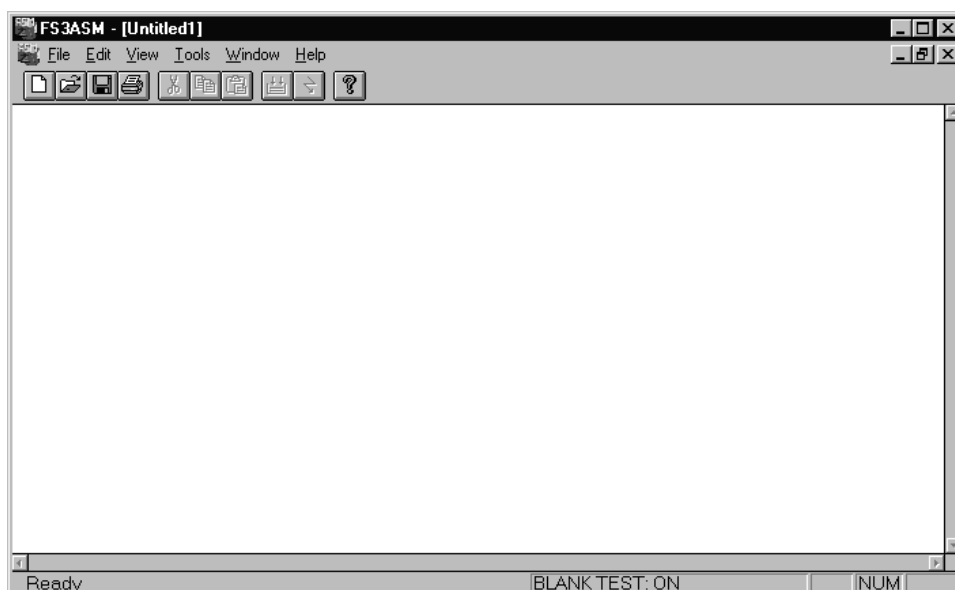 FS3ASM - [Untitled1]
File Edit View Tools Window Help
Ready BLANK TEST: ON NUM